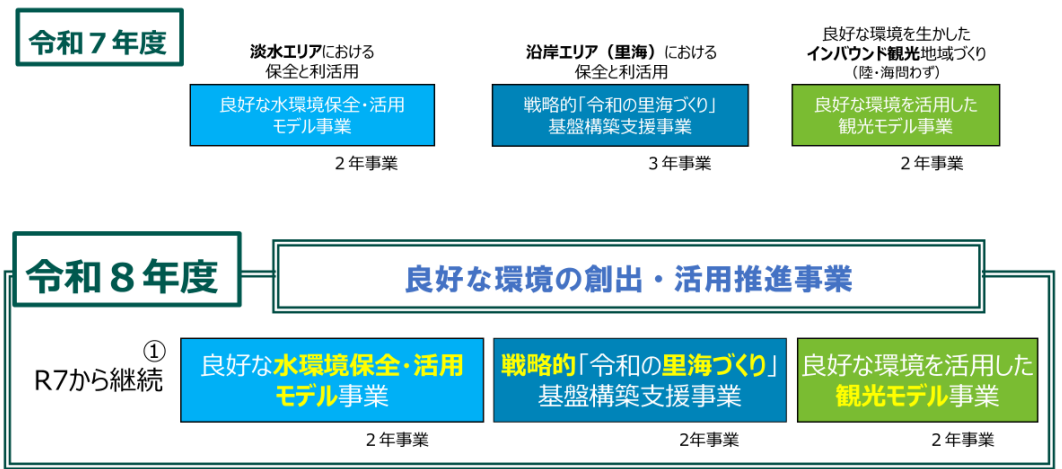 令和７年度
淡水エリアにおける
保全と利活用
良好な水環境保全・活用
モデル事業
２年事業
沿岸エリア（里海）における
保全と利活用
戦略的「令和の里海づくり」
基盤構築支援事業
３年事業
良好な環境を生かした
インバウンド観光地域づくり
（陸・海問わず）
良好な環境を活用した
観光モデル事業
２年事業
令和８年度
良好な環境の創出・活用推進事業
①
R7から継続
良好な水環境保全・活用
モデル事業
２年事業
戦略的「令和の里海づくり」
基盤構築支援事業
2年事業
良好な環境を活用した
観光モデル事業
２年事業